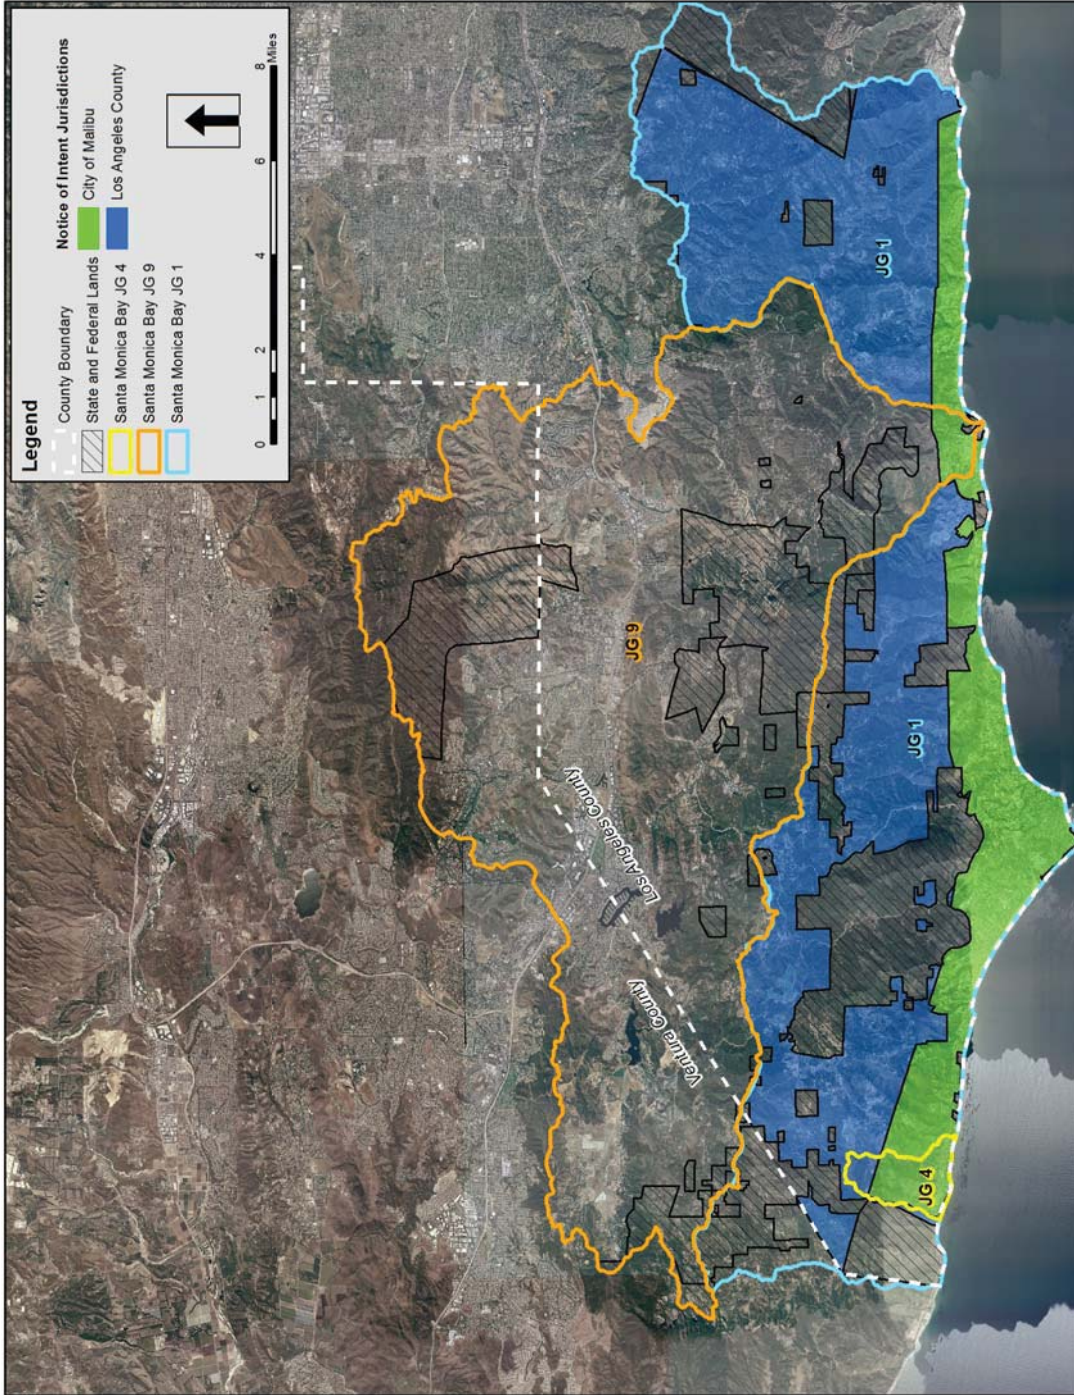 Legend
County Boundary
State and Federal Lands
Santa Monica Bay JG 4
Santa Monica Bay JG 9
Santa Monica Bay JG 1
Notice of Intent Jurisdictions
City of Malibu
Los Angeles County
0 1 2 4 6 8
Miles
JG 9
Los Angeles County
Ventura County
JG 1
JG 1
JG 4